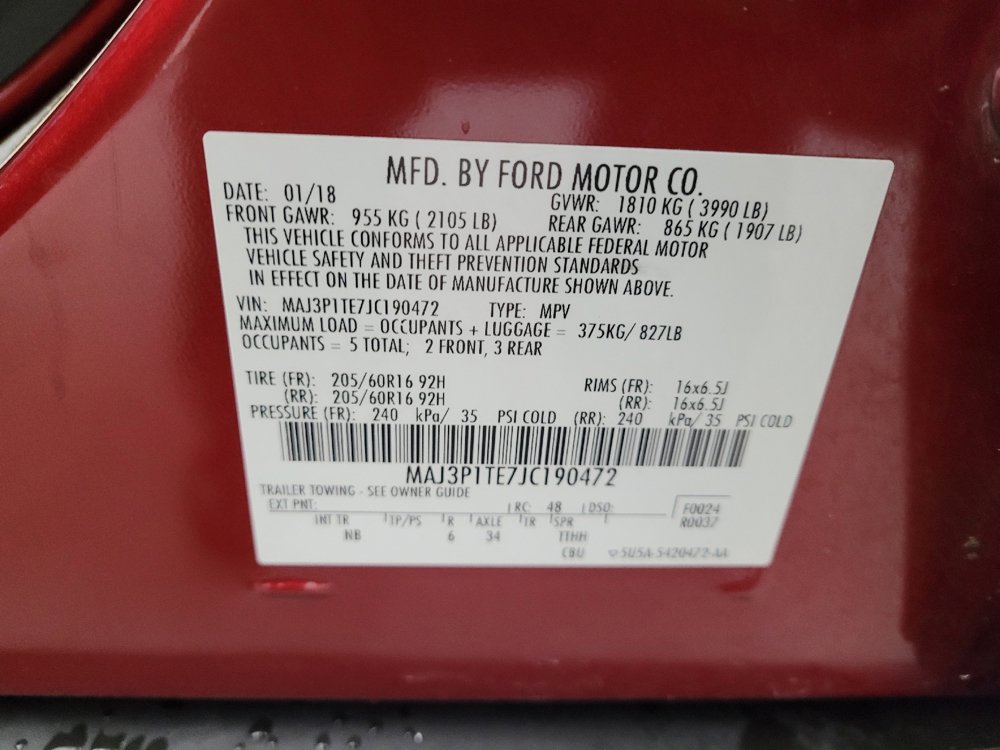 MFD. BY FORD MOTOR CO.
DATE: 01/18 GVWR: 1810 KG ( 3990 LB)
FRONT GAWR: 955 KG ( 2105 LB) REAR GAWR: 865 KG ( 1907 LB)
THIS VEHICLE CONFORMS TO ALL APPLICABLE FEDERAL MOTOR
VEHICLE SAFETY AND THEFT PREVENTION STANDARDS
IN EFFECT ON THE DATE OF MANUFACTURE SHOWN ABOVE.
VIN: MAJ3P1TE7JC190472 TYPE: MPV
MAXIMUM LOAD = OCCUPANTS + LUGGAGE = 375KG/ 827LB
OCCUPANTS = 5 TOTAL; 2 FRONT, 3 REAR
TIRE (FR): 205/60R16 92H RIMS (FR): 16x6.5J
(RR): 205/60R16 92H (RR): 16x6.5J
PRESSURE (FR): 240 kPa/ 35 PSI COLD (RR): 240 kPa/ 35 PSI COLD
MAJ3P1TE7JC190472
TRAILER TOWING - SEE OWNER GUIDE
EXT PNT: RC: 48 DSO: F0024
R0037
INT TR TP/PS R AXLE TR SPR
NB 6 34 TTHH
CBU 5U5A-5420472-AA